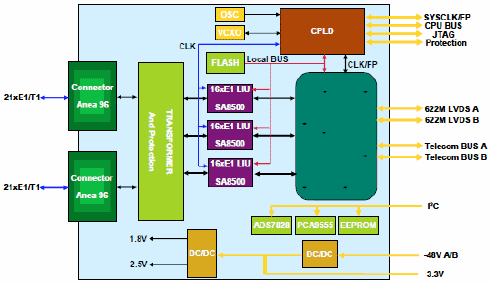 OSC
VCXO
CPLD
SYSCLK/FP
CPU BUS
JTAG
Protection
CLK
FLASH
Local BUS
CLK/FP
Connector
Anea 96
21xE1/T1
TRANSFORMER
And Protection
16xE1 LIU
SA8500
16xE1 LIU
SA8500
16xE1 LIU
SA8500
622M LVDS A
622M LVDS B
Telecom BUS A
Telecom BUS B
Connector
Anea 96
21xE1/T1
I²C
ADS7828
PCA9555
EEPROM
1.8V
2.5V
DC/DC
DC/DC
-48V A/B
3.3V